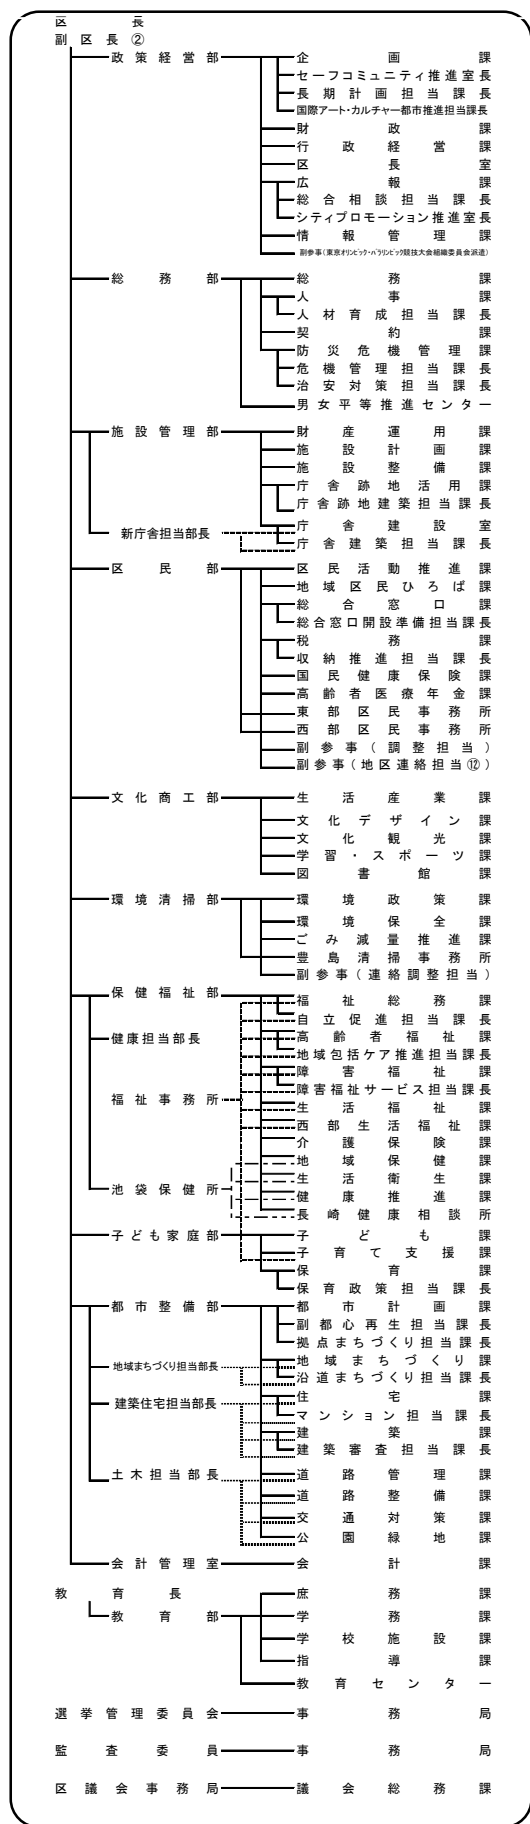 区長
副区長②
政策経営部 企画課
セーフコミュニティ推進室長
長期計画担当課長
国際アート・カルチャー都市推進担当課長
財政課
行政経営課
区長室
広報課
総合相談担当課長
シティプロモーション推進室長
情報管理課
副参事(東京オリンピック・パラリンピック競技大会組織委員会派遣)
総務部 総務課
人事課
人材育成担当課長
契約課
防災危機管理課
危機管理担当課長
治安対策担当課長
男女平等推進センター
施設管理部 財産運用課
施設計画課
施設整備課
庁舎跡地活用課
庁舎跡地建築担当課長
新庁舎担当部長 庁舎建設室
庁舎建築担当課長
区民部 区民活動推進課
地域区民ひろば課
総合窓口課
総合窓口開設準備担当課長
税務課
収納推進担当課長
国民健康保険課
高齢者医療年金課
東部区民事務所
西部区民事務所
副参事(調整担当)
副参事(地区連絡担当⑫)
文化商工部 生活産業課
文化デザイン課
文化観光課
学習・スポーツ課
図書館課
環境清掃部 環境政策課
環境保全課
ごみ減量推進課
豊島清掃事務所
副参事(連絡調整担当)
保健福祉部 福祉総務課
自立促進担当課長
健康担当部長 高齢者福祉課
地域包括ケア推進担当課長
障害福祉課
障害福祉サービス担当課長
福祉事務所 生活福祉課
西部生活福祉課
介護保険課
地域保健課
生活衛生課
池袋保健所 健康推進課
長崎健康相談所
子ども家庭部 子ども課
子育て支援課
保育課
保育政策担当課長
都市整備部 都市計画課
副都心再生担当課長
拠点まちづくり担当課長
地域まちづくり担当部長 地域まちづくり課
沿道まちづくり担当課長
建築住宅担当部長 住宅課
マンション担当課長
建築課
建築審査担当課長
土木担当部長 道路管理課
道路整備課
交通対策課
公園緑地課
会計管理室 会計課
教育長 庶務課
教育部 学務課
学校施設課
指導課
教育センター
選挙管理委員会 事務局
監査委員 事務局
区議会事務局 議会総務課